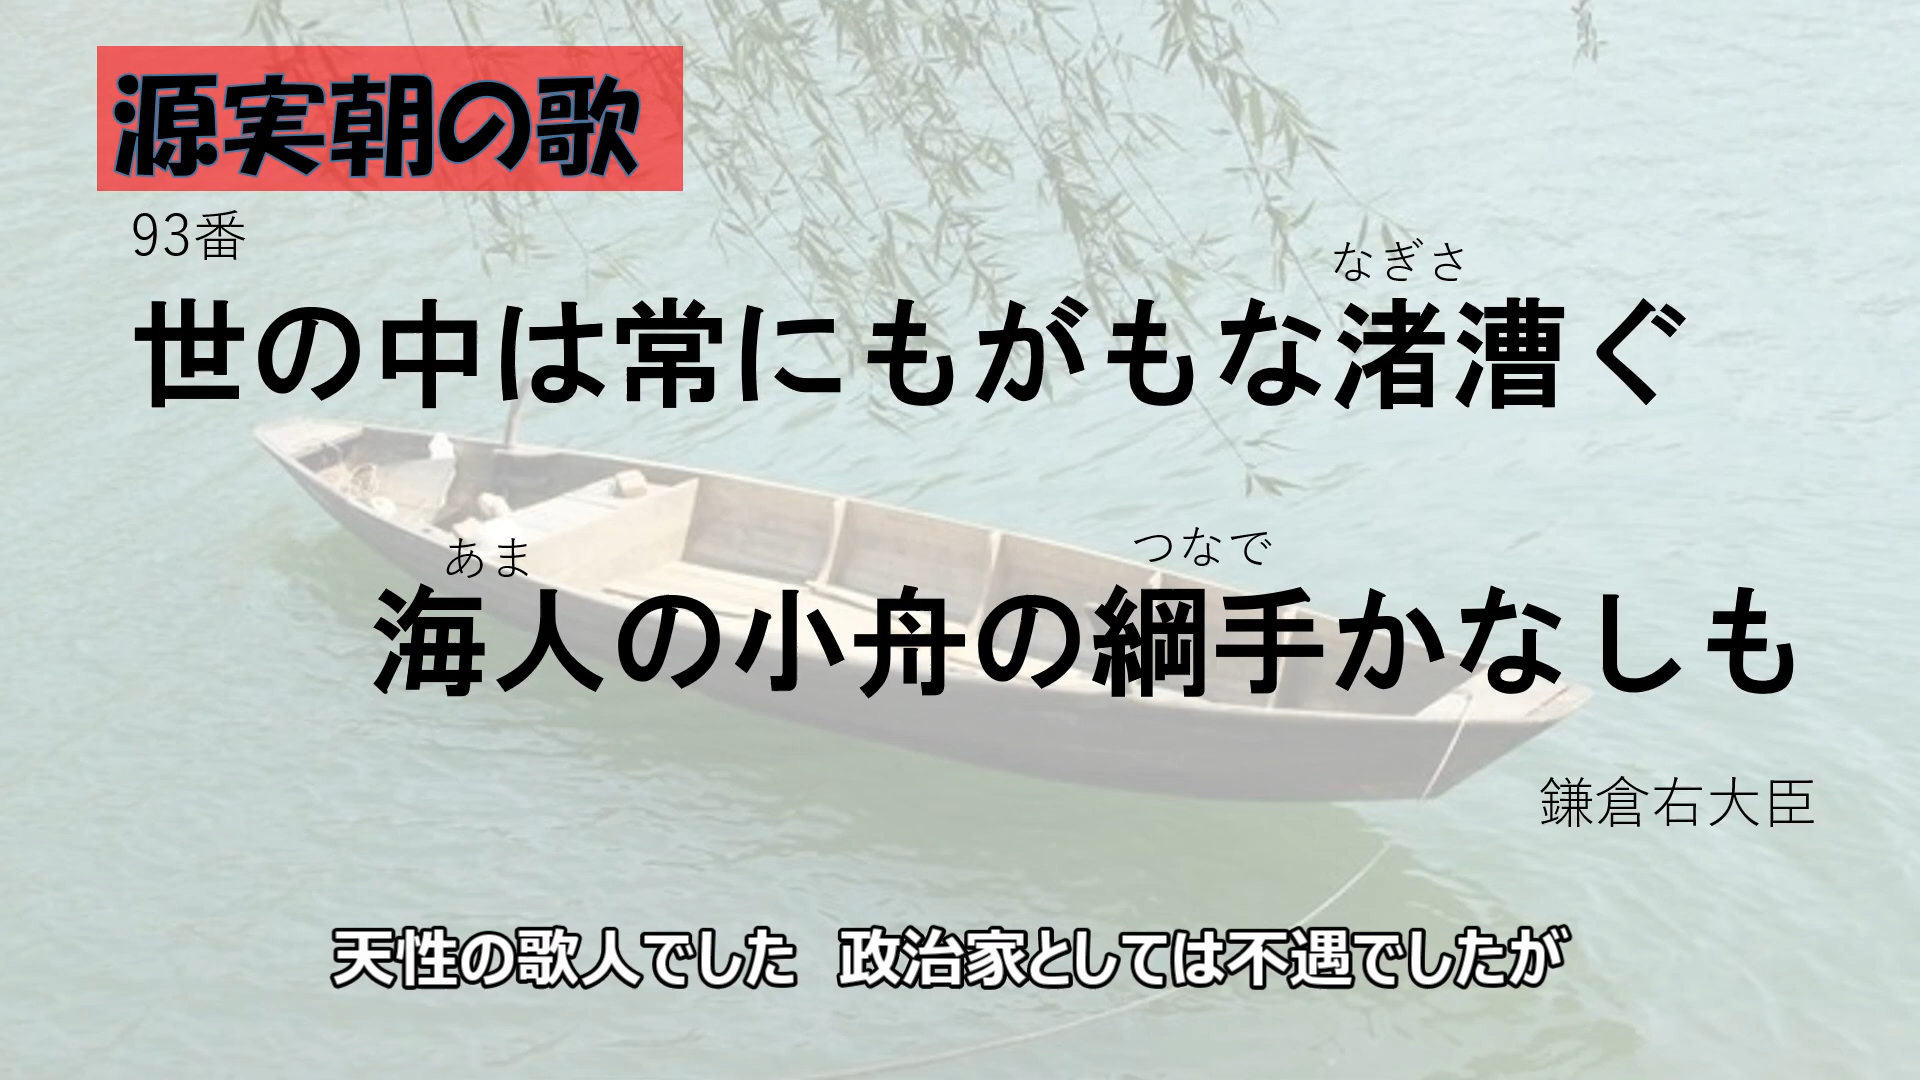 源実朝の歌
93番
なぎさ
世の中は常にもがもな渚漕ぐ
あま つなで
海人の小舟の綱手かなしも
鎌倉右大臣
天性の歌人でした 政治家としては不遇でしたが